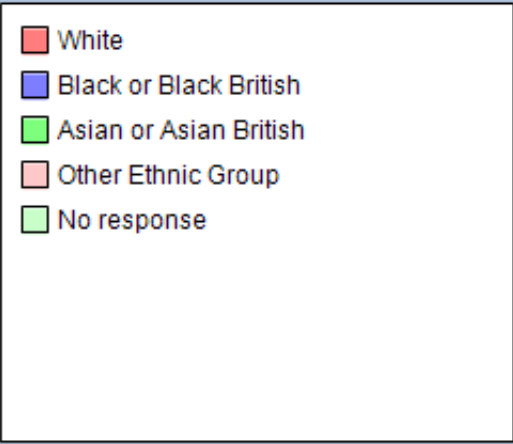 White
Black or Black British
Asian or Asian British
Other Ethnic Group
No response